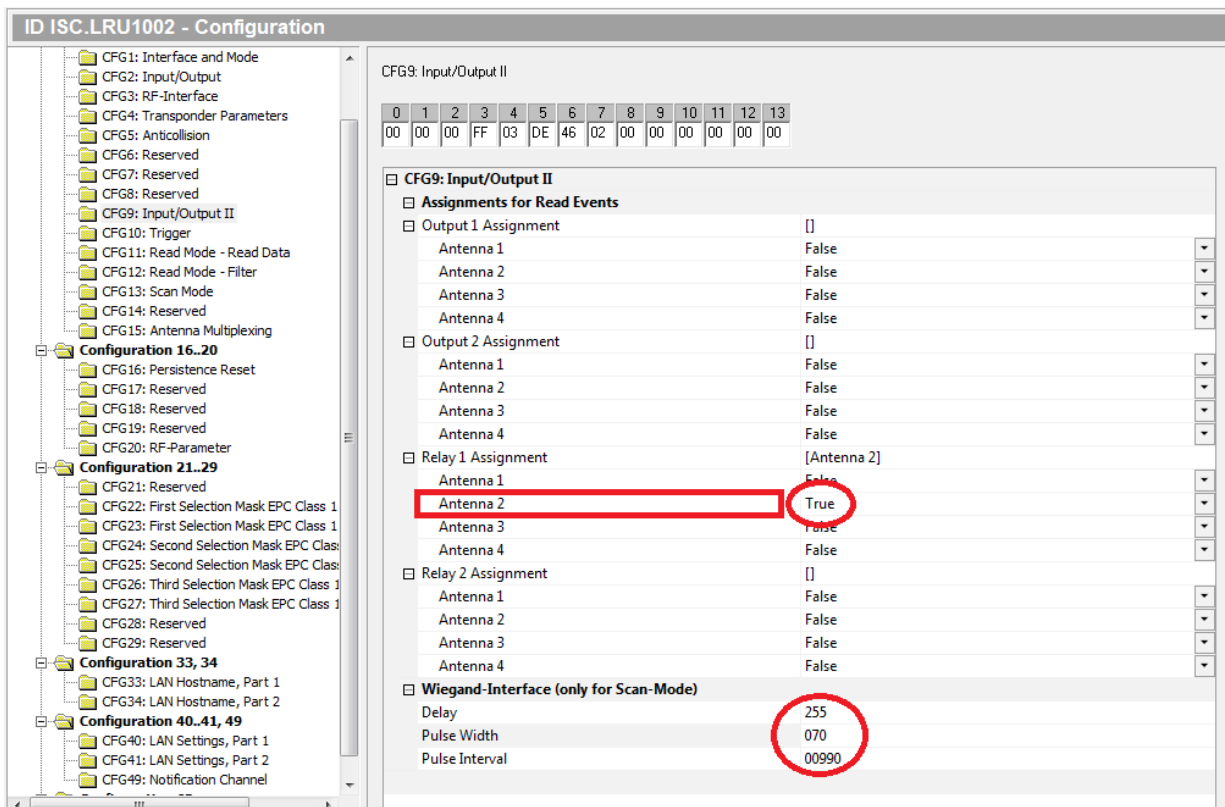 ID ISC.LRU1002 - Configuration
CFG1: Interface and Mode
CFG2: Input/Output
CFG3: RF-Interface
CFG4: Transponder Parameters
CFG5: Anticollision
CFG6: Reserved
CFG7: Reserved
CFG8: Reserved
CFG9: Input/Output II
CFG10: Trigger
CFG11: Read Mode - Read Data
CFG12: Read Mode - Filter
CFG13: Scan Mode
CFG14: Reserved
CFG15: Antenna Multiplexing
Configuration 16..20
CFG16: Persistence Reset
CFG17: Reserved
CFG18: Reserved
CFG19: Reserved
CFG20: RF-Parameter
Configuration 21..29
CFG21: Reserved
CFG22: First Selection Mask EPC Class 1
CFG23: First Selection Mask EPC Class 1
CFG24: Second Selection Mask EPC Clas
CFG25: Second Selection Mask EPC Clas
CFG26: Third Selection Mask EPC Class 1
CFG27: Third Selection Mask EPC Class 1
CFG28: Reserved
CFG29: Reserved
Configuration 33, 34
CFG33: LAN Hostname, Part 1
CFG34: LAN Hostname, Part 2
Configuration 40..41, 49
CFG40: LAN Settings, Part 1
CFG41: LAN Settings, Part 2
CFG49: Notification Channel
CFG9: Input/Output II
0 1 2 3 4 5 6 7 8 9 10 11 12 13
00 00 00 FF 03 DE 46 02 00 00 00 00 00 00
CFG9: Input/Output II
Assignments for Read Events
Output 1 Assignment []
Antenna 1 False
Antenna 2 False
Antenna 3 False
Antenna 4 False
Output 2 Assignment []
Antenna 1 False
Antenna 2 False
Antenna 3 False
Antenna 4 False
Relay 1 Assignment [Antenna 2]
Antenna 1 False
Antenna 2 True
Antenna 3 False
Antenna 4 False
Relay 2 Assignment []
Antenna 1 False
Antenna 2 False
Antenna 3 False
Antenna 4 False
Wiegand-Interface (only for Scan-Mode)
Delay 255
Pulse Width 070
Pulse Interval 00990